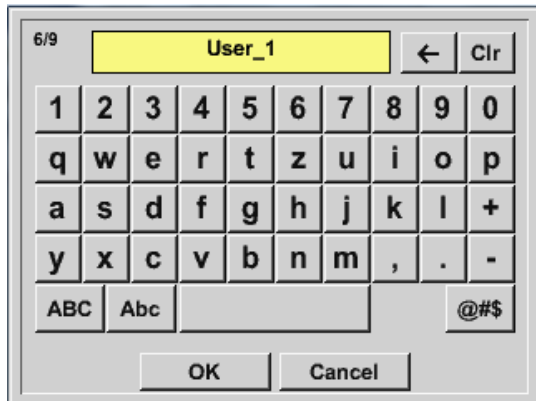 6/9 User_1 ← Clr
1 2 3 4 5 6 7 8 9 0
q w e r t z u i o p
a s d f g h j k l +
y x c v b n m , . -
ABC Abc @#$
OK Cancel